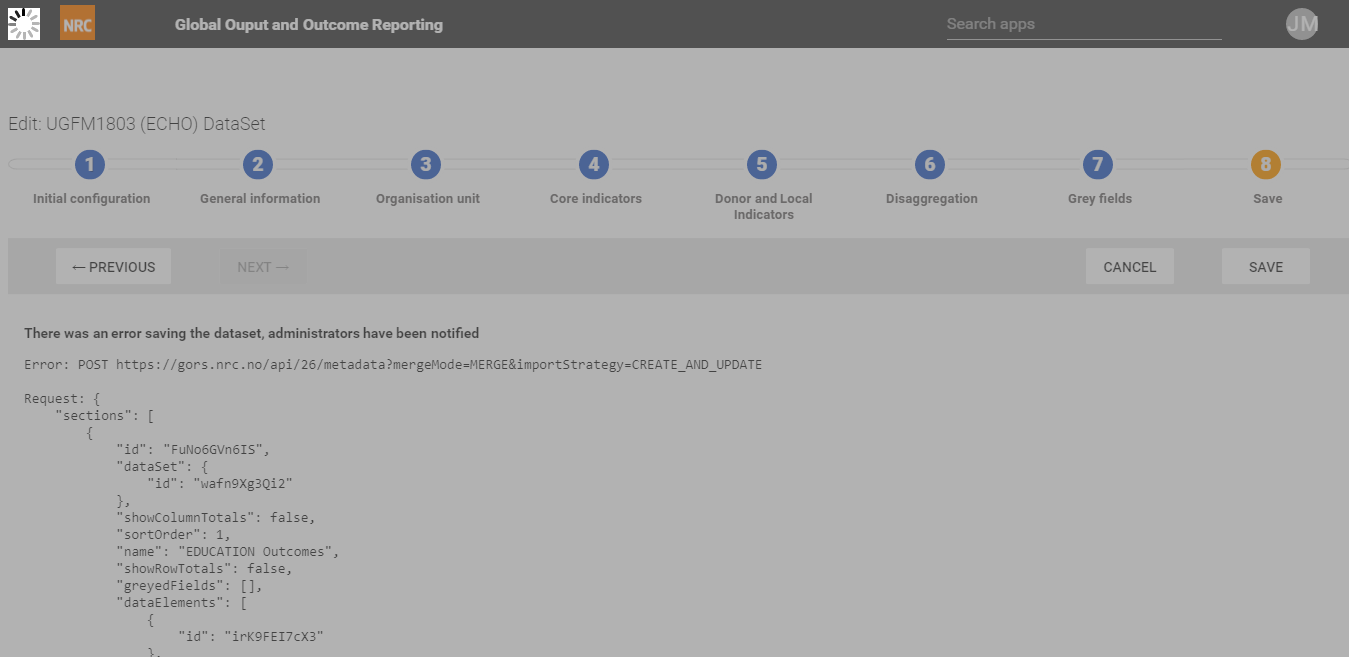 NRC
Global Ouput and Outcome Reporting
Search apps
JM
Edit: UGFM1803 (ECHO) DataSet
1 2 3 4 5 6 7 8
Initial configuration General information Organisation unit Core indicators Donor and Local Indicators Disaggregation Grey fields Save
← PREVIOUS NEXT → CANCEL SAVE
There was an error saving the dataset, administrators have been notified
Error: POST https://gors.nrc.no/api/26/metadata?mergeMode=MERGE&importStrategy=CREATE_AND_UPDATE
Request: {
    "sections": [
        {
            "id": "FuNo6GVn6IS",
            "dataSet": {
                "id": "wafn9Xg3Qi2"
            },
            "showColumnTotals": false,
            "sortOrder": 1,
            "name": "EDUCATION Outcomes",
            "showRowTotals": false,
            "greyedFields": [],
            "dataElements": [
                {
                    "id": "irK9FEI7cX3"
                },